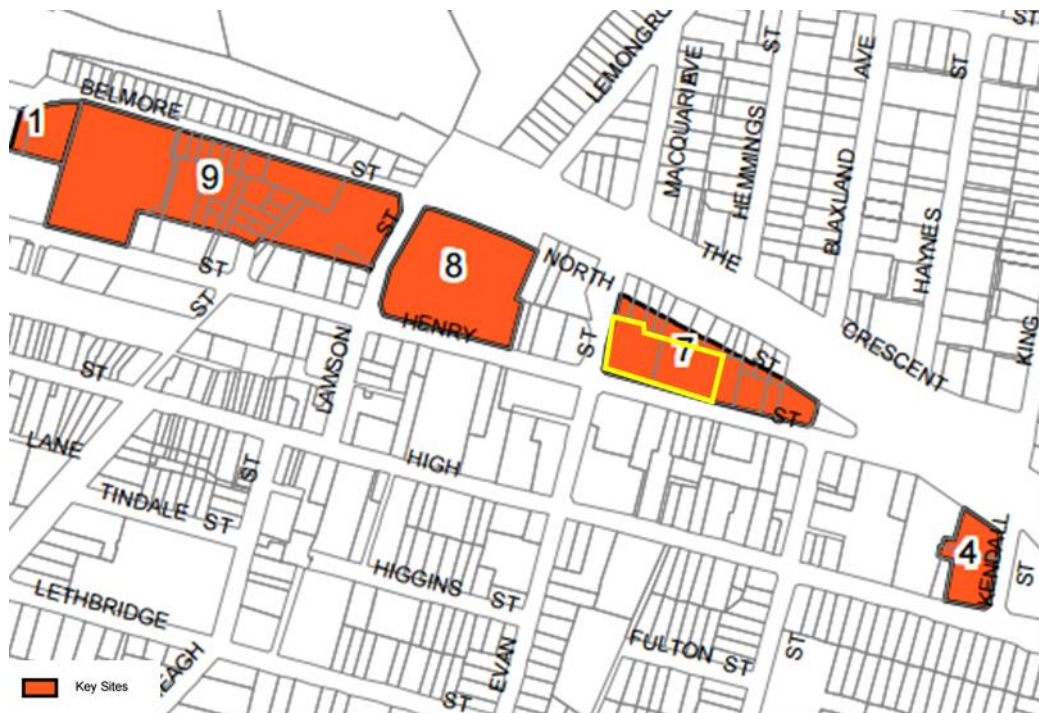 ST
BELMORE
ST
1
9
ST
8
LEMONGRO
MACQUARIE
AVE
HEMMINGS
ST
BLAXLAND
AVE
HAYNES
ST
KING
THE
CRESCENT
NORTH
ST
7
ST
HENRY
ST
ST
ST
LAWSON
ST
HIGH
ST
LANE
TINDALE ST
HIGGINS ST
LETHBRIDGE
ST
EVAN
FULTON ST
ST
4
KENDALL
ST
EAGH
Key Sites